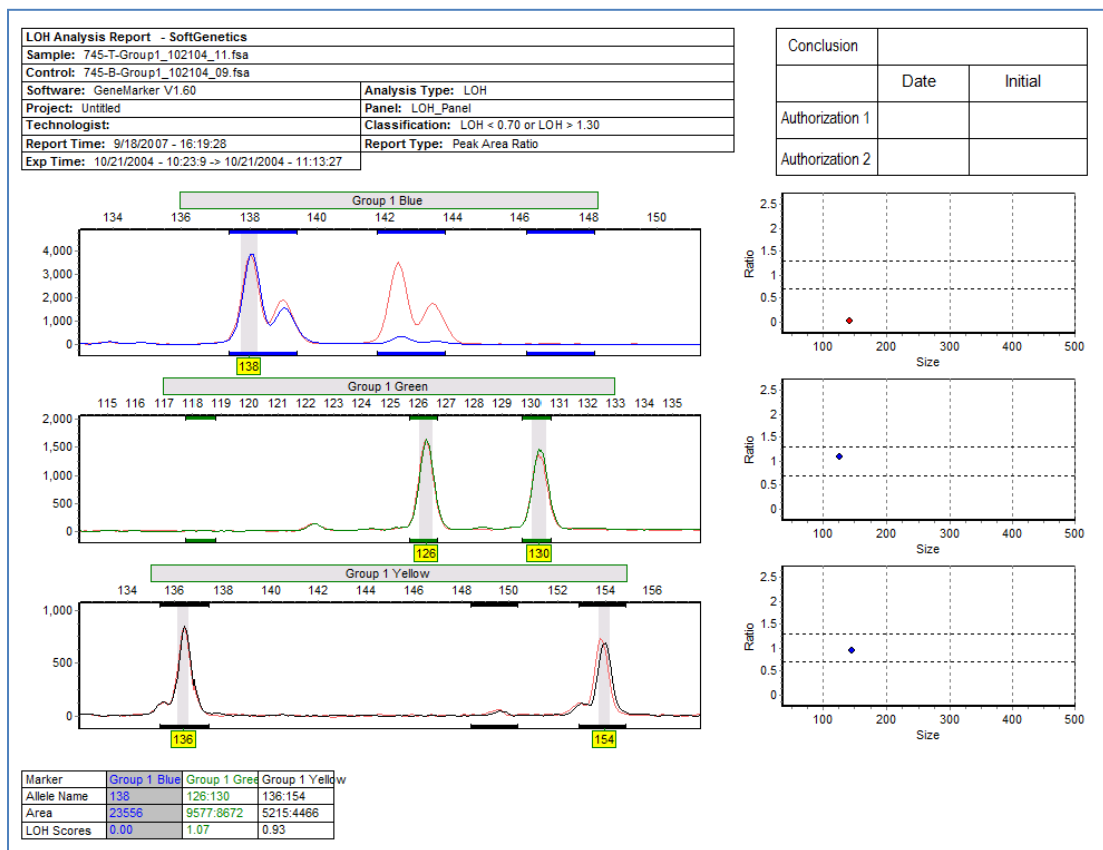 LOH Analysis Report - SoftGenetics
Sample: 745-T-Group1_102104_11.fsa
Control: 745-B-Group1_102104_09.fsa
Software: GeneMarker V1.60 Analysis Type: LOH
Project: Untitled Panel: LOH_Panel
Technologist: Classification: LOH < 0.70 or LOH > 1.30
Report Time: 9/18/2007 - 16:19:28 Report Type: Peak Area Ratio
Exp Time: 10/21/2004 - 10:23:9 -> 10/21/2004 - 11:13:27
Conclusion
Date Initial
Authorization 1
Authorization 2
Group 1 Blue
134 136 138 140 142 144 146 148 150
4,000
3,000
2,000
1,000
0
138
2.5
2
1.5
1
0.5
0
Ratio
100 200 300 400 500
Size
Group 1 Green
115 116 117 118 119 120 121 122 123 124 125 126 127 128 129 130 131 132 133 134 135
2,000
1,500
1,000
500
0
126 130
2.5
2
1.5
1
0.5
0
Ratio
100 200 300 400 500
Size
Group 1 Yellow
134 136 138 140 142 144 146 148 150 152 154 156
1,000
500
0
136 154
2.5
2
1.5
1
0.5
0
Ratio
100 200 300 400 500
Size
Marker Group 1 Blue Group 1 Gree Group 1 Yellow
Allele Name 138 126:130 136:154
Area 23556 9577:8672 5215:4466
LOH Scores 0.00 1.07 0.93